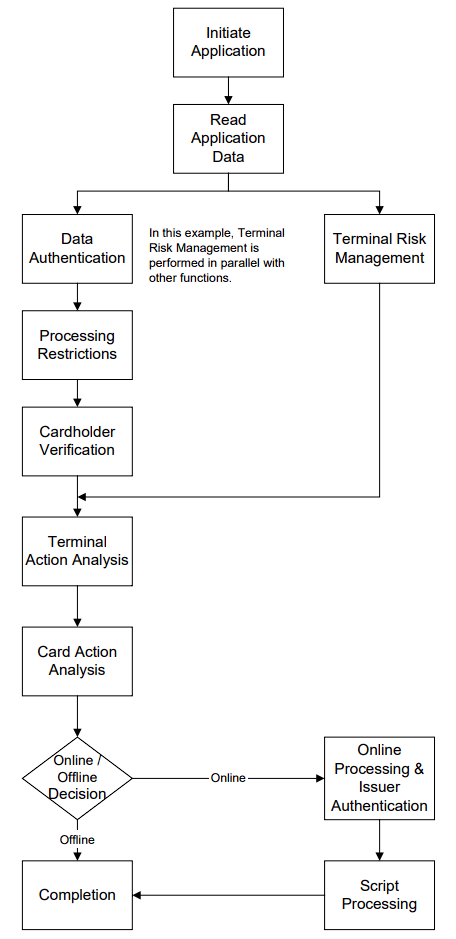 Initiate
Application
Read
Application
Data
Data
Authentication
In this example, Terminal
Risk Management is
performed in parallel with
other functions.
Terminal Risk
Management
Processing
Restrictions
Cardholder
Verification
Terminal
Action Analysis
Card Action
Analysis
Online /
Offline
Decision
Online
Online
Processing &
Issuer
Authentication
Offline
Completion
Script
Processing